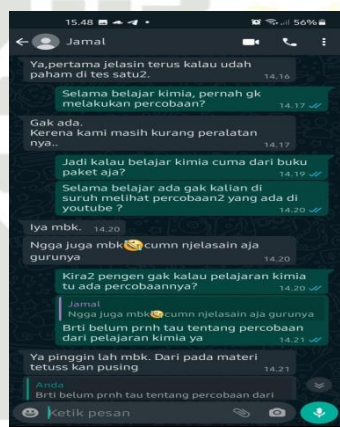 15.48
56%
Jamal
Ya,pertama jelasin terus kalau udah
paham di tes satu2.
14.16
Selama belajar kimia, pernah gk
melakukan percobaan?
14.17
Gak ada.
Kerena kami masih kurang peralatan
nya..
14.17
Jadi kalau belajar kimia cuma dari buku
paket aja?
14.19
Selama belajar ada gak kalian di
suruh melihat percobaan2 yang ada di
youtube ?
14.20
Iya mbk. 14.20
Ngga juga mbk🤣cumn njelasain aja
gurunya
14.20
Kira2 pengen gak kalau pelajaran kimia
tu ada percobaannya?
14.20
Jamal
Ngga juga mbk🤣cumn njelasain aja gurunya
Brti belum prnh tau tentang percobaan
dari pelajaran kimia ya
14.21
Ya pinggin lah mbk. Dari pada materi
tetuss kan pusing
14.21
Anda
Brti belum prnh tau tentang percobaan dari
Ketik pesan